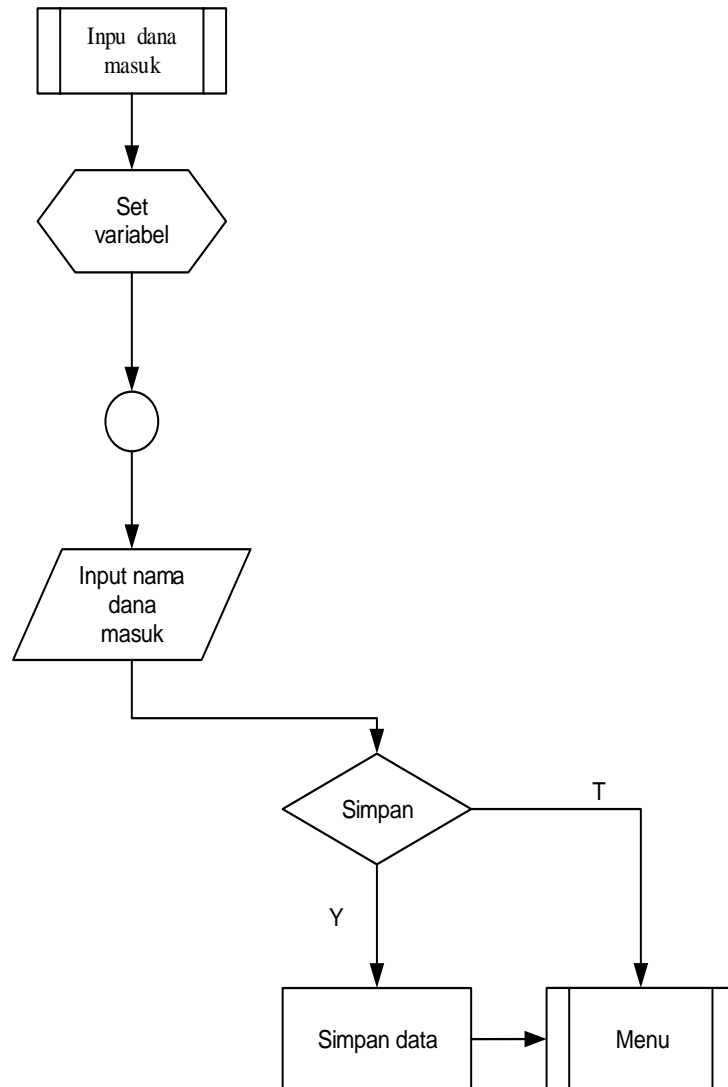 Inpu dana
masuk
Set
variabel
Input nama
dana
masuk
Simpan
T
Y
Simpan data
Menu